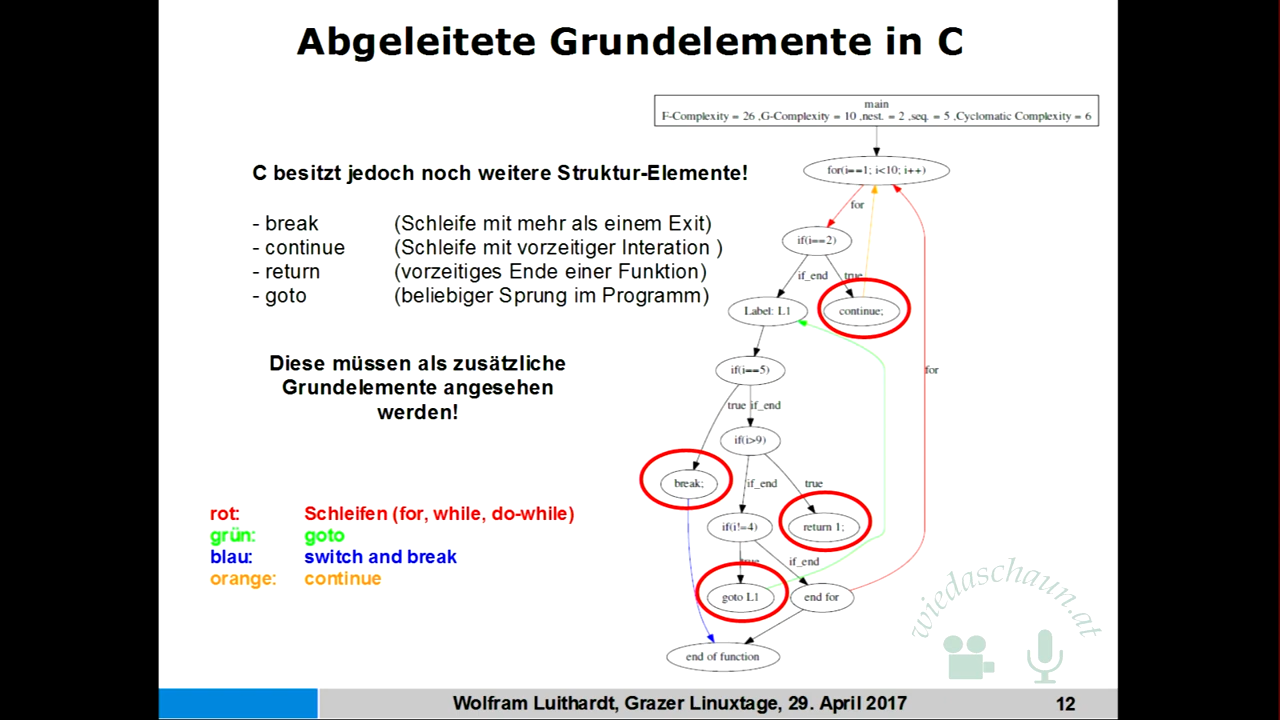 Abgeleitete Grundelemente in C
main
F-Complexity = 26 ,G-Complexity = 10 ,nest. = 2 ,seq. = 5 ,Cyclomatic Complexity = 6
C besitzt jedoch noch weitere Struktur-Elemente!
- break (Schleife mit mehr als einem Exit)
- continue (Schleife mit vorzeitiger Interation )
- return (vorzeitiges Ende einer Funktion)
- goto (beliebiger Sprung im Programm)
Diese müssen als zusätzliche
Grundelemente angesehen
werden!
rot: Schleifen (for, while, do-while)
grün: goto
blau: switch and break
orange: continue
for(i==1; i<10; i++)
for
if(i==2)
if_end
true
Label: L1
continue;
if(i==5)
for
true
if_end
if(i>9)
break;
if_end
true
if(i!=4)
return 1;
true
if_end
goto L1
end for
end of function
wiedaschaun.at
Wolfram Luithardt, Grazer Linuxtage, 29. April 2017
12